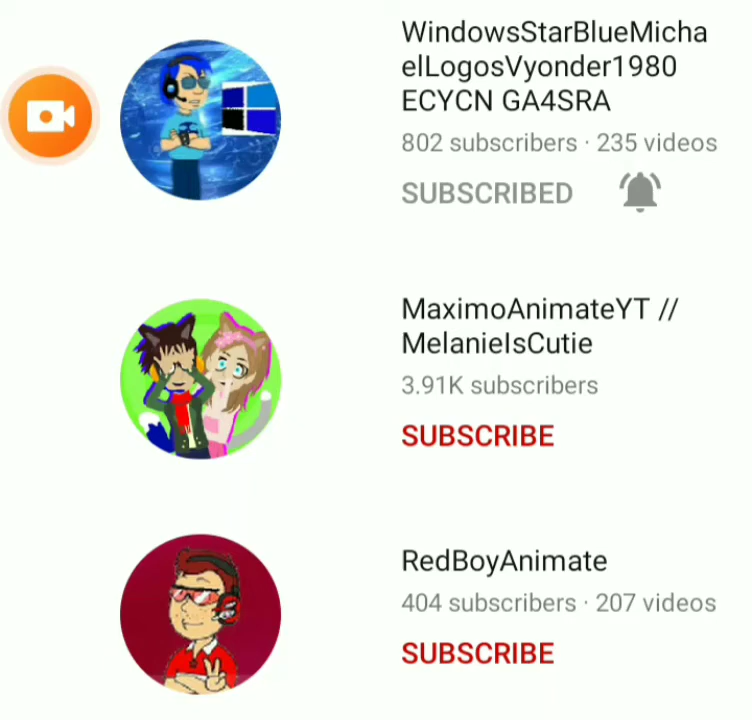 WindowsStarBlueMicha
elLogosVyonder1980
ECYCN GA4SRA
802 subscribers · 235 videos
SUBSCRIBED
MaximoAnimateYT //
MelanieIsCutie
3.91K subscribers
SUBSCRIBE
RedBoyAnimate
404 subscribers · 207 videos
SUBSCRIBE